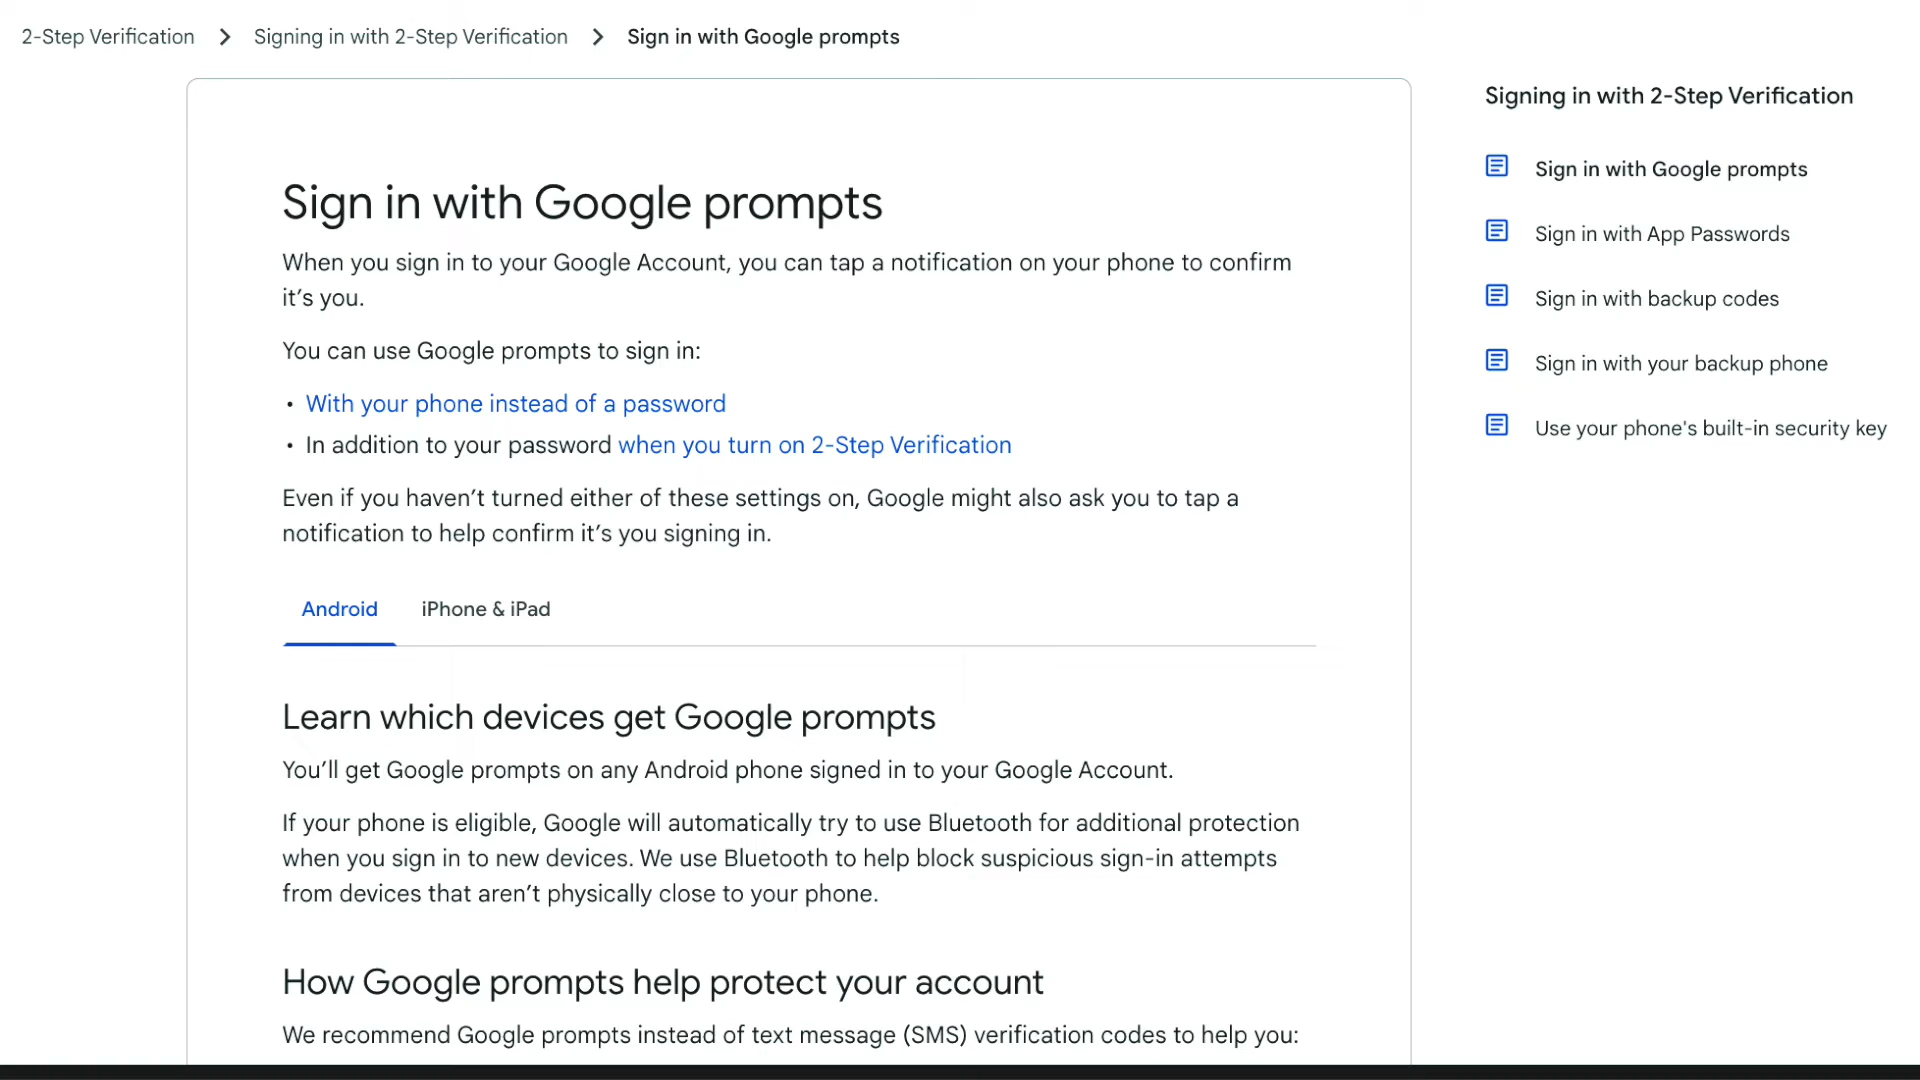 2-Step Verification > Signing in with 2-Step Verification > Sign in with Google prompts
Sign in with Google prompts
When you sign in to your Google Account, you can tap a notification on your phone to confirm
it’s you.
You can use Google prompts to sign in:
• With your phone instead of a password
• In addition to your password when you turn on 2-Step Verification
Even if you haven’t turned either of these settings on, Google might also ask you to tap a
notification to help confirm it’s you signing in.
Android iPhone & iPad
Learn which devices get Google prompts
You’ll get Google prompts on any Android phone signed in to your Google Account.
If your phone is eligible, Google will automatically try to use Bluetooth for additional protection
when you sign in to new devices. We use Bluetooth to help block suspicious sign-in attempts
from devices that aren’t physically close to your phone.
How Google prompts help protect your account
We recommend Google prompts instead of text message (SMS) verification codes to help you:
Signing in with 2-Step Verification
Sign in with Google prompts
Sign in with App Passwords
Sign in with backup codes
Sign in with your backup phone
Use your phone's built-in security key